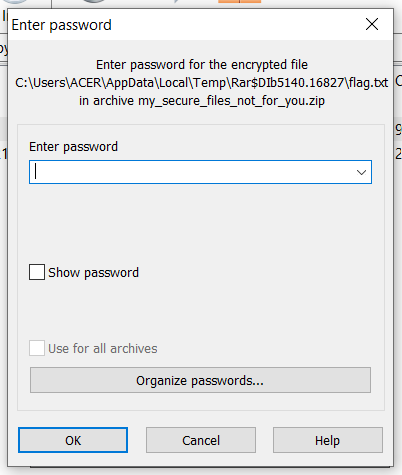 Enter password
Enter password for the encrypted file
C:\Users\ACER\AppData\Local\Temp\Rar$DIb5140.16827\flag.txt
in archive my_secure_files_not_for_you.zip
Enter password
Show password
Use for all archives
Organize passwords...
OK Cancel Help